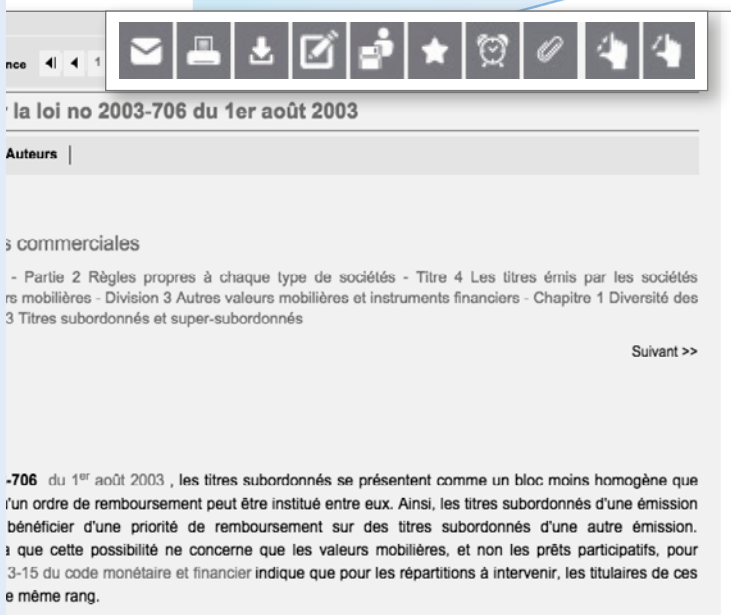 nce 1
r la loi no 2003-706 du 1er août 2003
Auteurs |
s commerciales
- Partie 2 Règles propres à chaque type de sociétés - Titre 4 Les titres émis par les sociétés
rs mobilières - Division 3 Autres valeurs mobilières et instruments financiers - Chapitre 1 Diversité des
3 Titres subordonnés et super-subordonnés
Suivant >>
-706 du 1er août 2003 , les titres subordonnés se présentent comme un bloc moins homogène que
'un ordre de remboursement peut être institué entre eux. Ainsi, les titres subordonnés d'une émission
bénéficier d'une priorité de remboursement sur des titres subordonnés d'une autre émission.
a que cette possibilité ne concerne que les valeurs mobilières, et non les prêts participatifs, pour
3-15 du code monétaire et financier indique que pour les répartitions à intervenir, les titulaires de ces
e même rang.